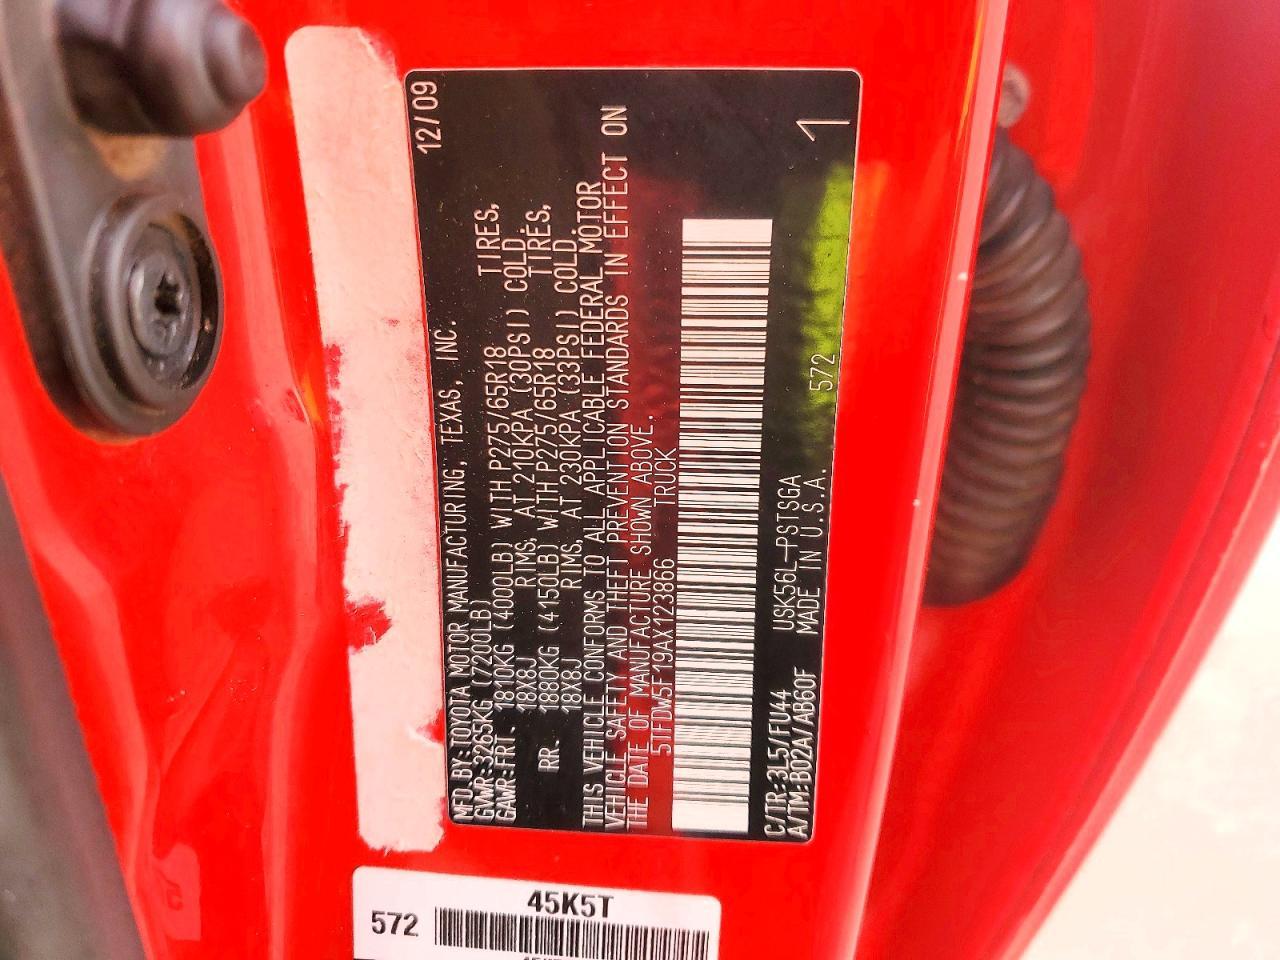 MFD.BY:TOYOTA MOTOR MANUFACTURING, TEXAS, INC. 12/09
GVWR:3265KG (7200LB)
GAWR:FRT. 1810KG (4000LB) WITH P275/65R18 TIRES,
18X8J RIMS, AT 210KPA (30PSI) COLD.
RR. 1880KG (4150LB) WITH P275/65R18 TIRES,
18X8J RIMS, AT 230KPA (33PSI) COLD.
THIS VEHICLE CONFORMS TO ALL APPLICABLE FEDERAL MOTOR
VEHICLE SAFETY AND THEFT PREVENTION STANDARDS IN EFFECT ON
THE DATE OF MANUFACTURE SHOWN ABOVE.
5TFDW5F19AX123866 TRUCK
C/TR:3L5/FU44 USK56L-PSTSGA
A/TM:B02A/AB60F MADE IN U.S.A. 572 1
45K5T
572